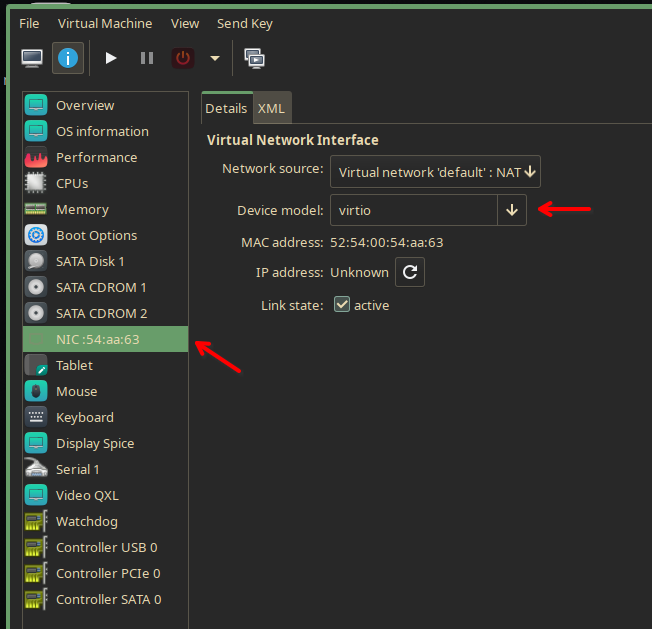 File Virtual Machine View Send Key
Overview
OS information
Performance
CPUs
Memory
Boot Options
SATA Disk 1
SATA CDROM 1
SATA CDROM 2
NIC :54:aa:63
Tablet
Mouse
Keyboard
Display Spice
Serial 1
Video QXL
Watchdog
Controller USB 0
Controller PCIe 0
Controller SATA 0
Details XML
Virtual Network Interface
Network source: Virtual network 'default' : NAT
Device model: virtio
MAC address: 52:54:00:54:aa:63
IP address: Unknown
Link state: active